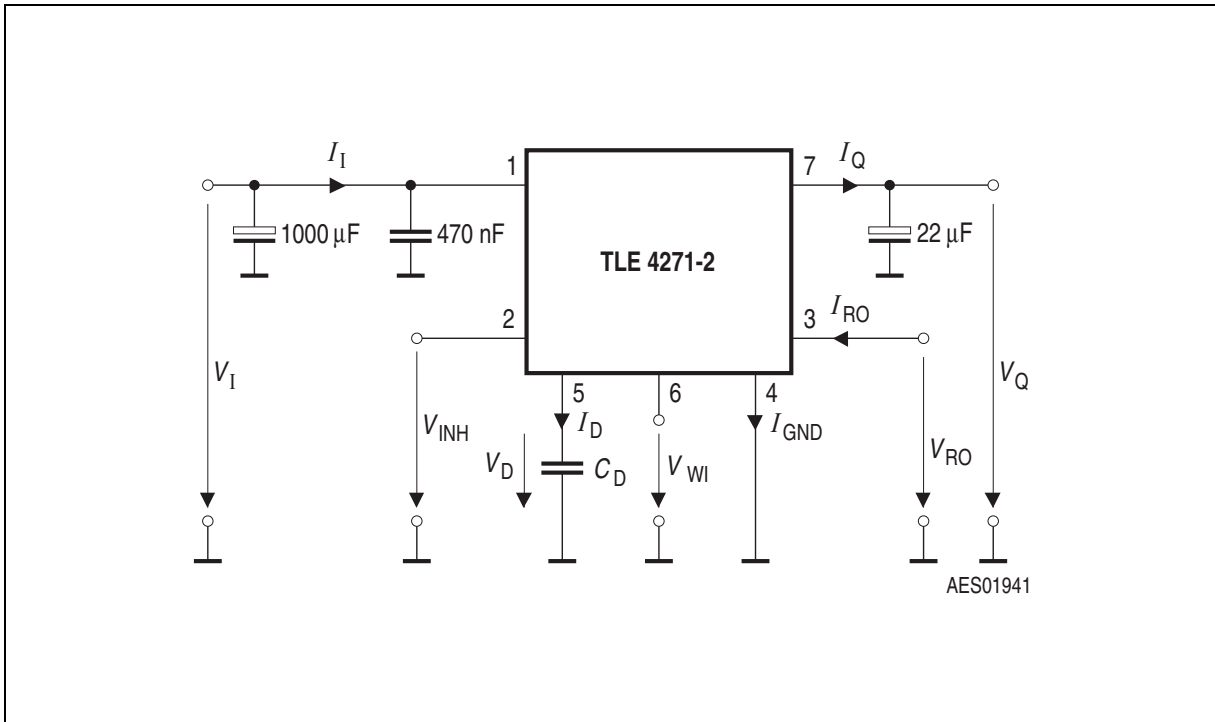 I_I
1
7
I_Q
1000 µF
470 nF
22 µF
TLE 4271-2
2
3
I_RO
V_I
V_INH
5
6
4
I_D
I_GND
V_D
C_D
V_WI
V_RO
V_Q
AES01941